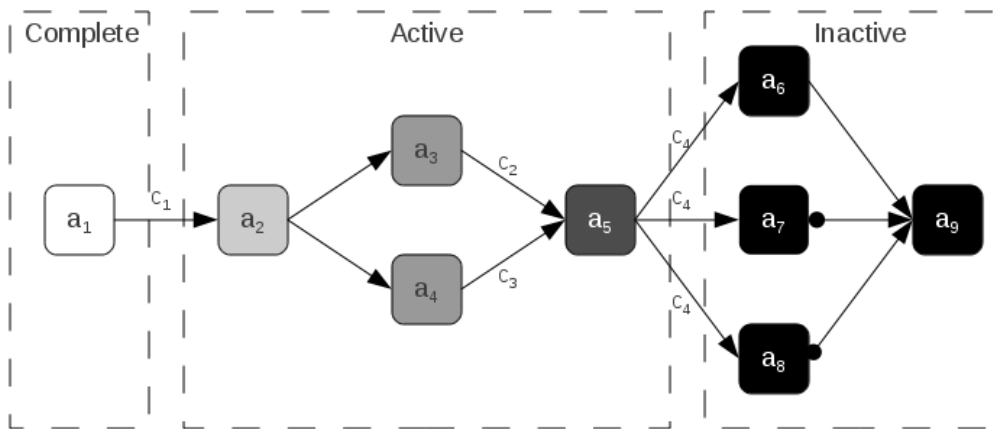 Complete
Active
Inactive
a₁
C₁
a₂
a₃
a₄
C₂
C₃
a₅
C₄
C₄
C₄
a₆
a₇
a₈
a₉